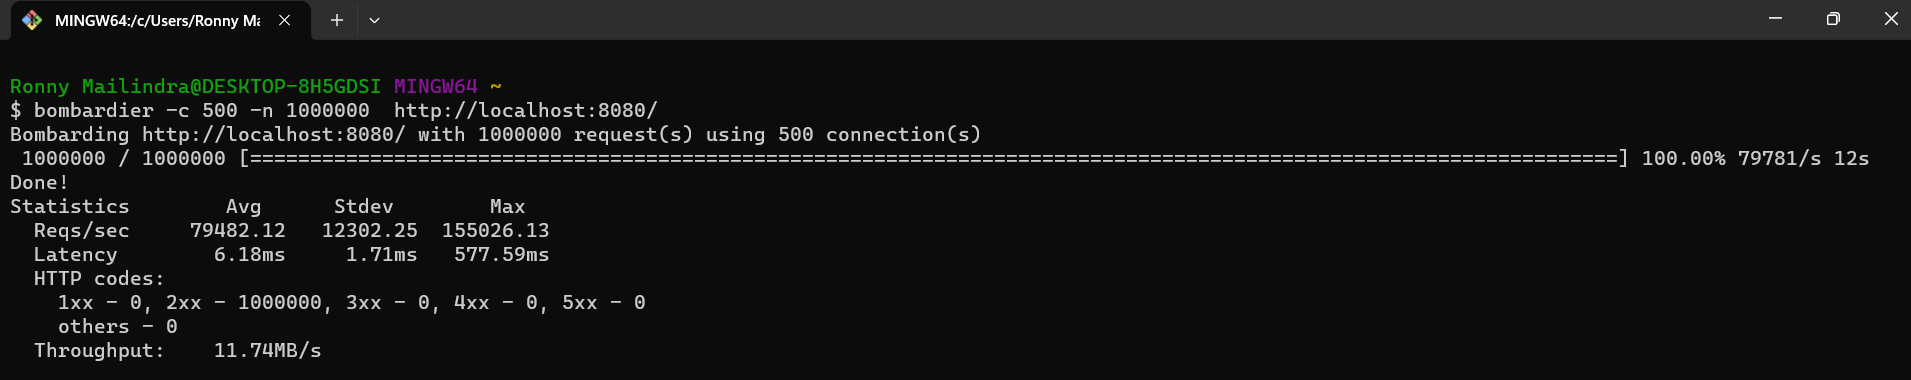 MINGW64:/c/Users/Ronny Ma
Ronny Mailindra@DESKTOP-8H5GDSI MINGW64 ~
$ bombardier -c 500 -n 1000000  http://localhost:8080/
Bombarding http://localhost:8080/ with 1000000 request(s) using 500 connection(s)
 1000000 / 1000000 [==================================================================================================================] 100.00% 79781/s 12s
Done!
Statistics        Avg      Stdev        Max
  Reqs/sec     79482.12   12302.25  155026.13
  Latency        6.18ms     1.71ms   577.59ms
  HTTP codes:
    1xx - 0, 2xx - 1000000, 3xx - 0, 4xx - 0, 5xx - 0
    others - 0
  Throughput:    11.74MB/s